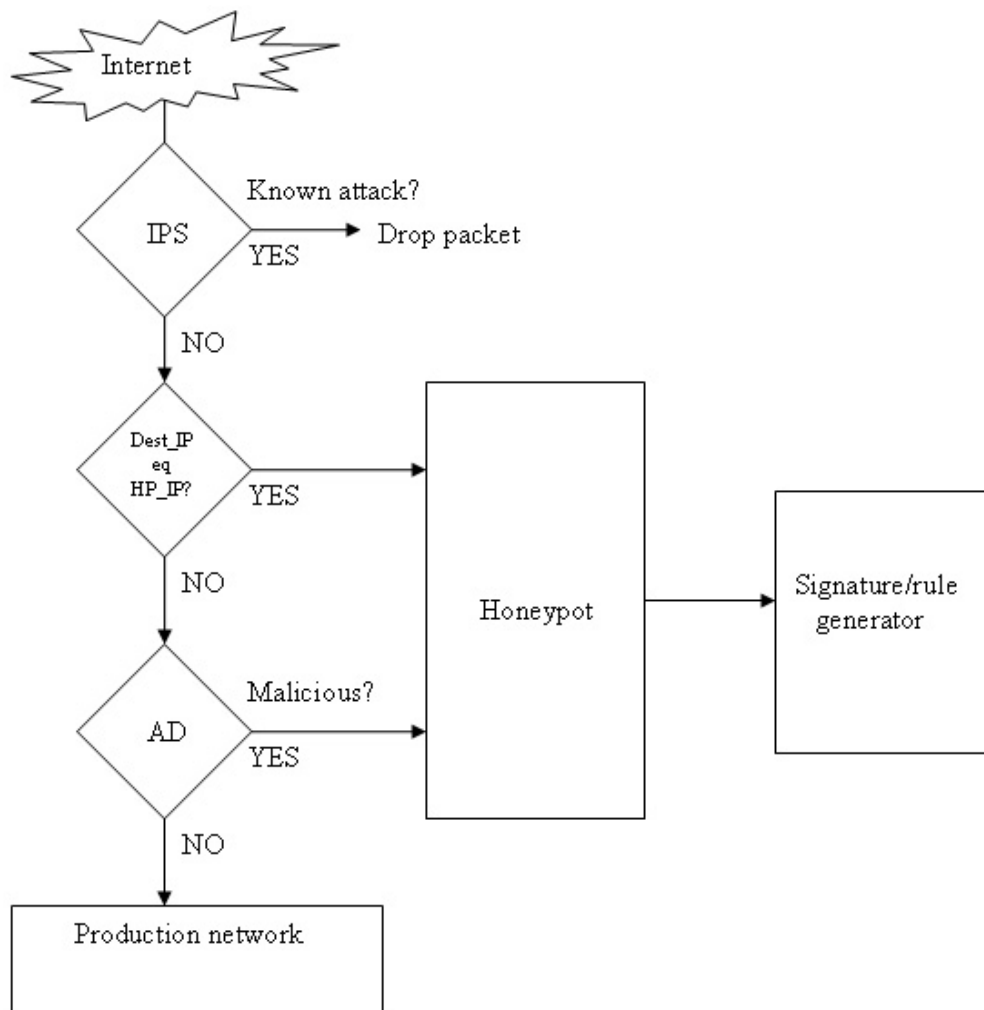 Internet
Known attack?
IPS
Drop packet
YES
NO
Dest_IP
eq
HP_IP?
YES
NO
Honeypot
Signature/rule
generator
Malicious?
AD
YES
NO
Production network